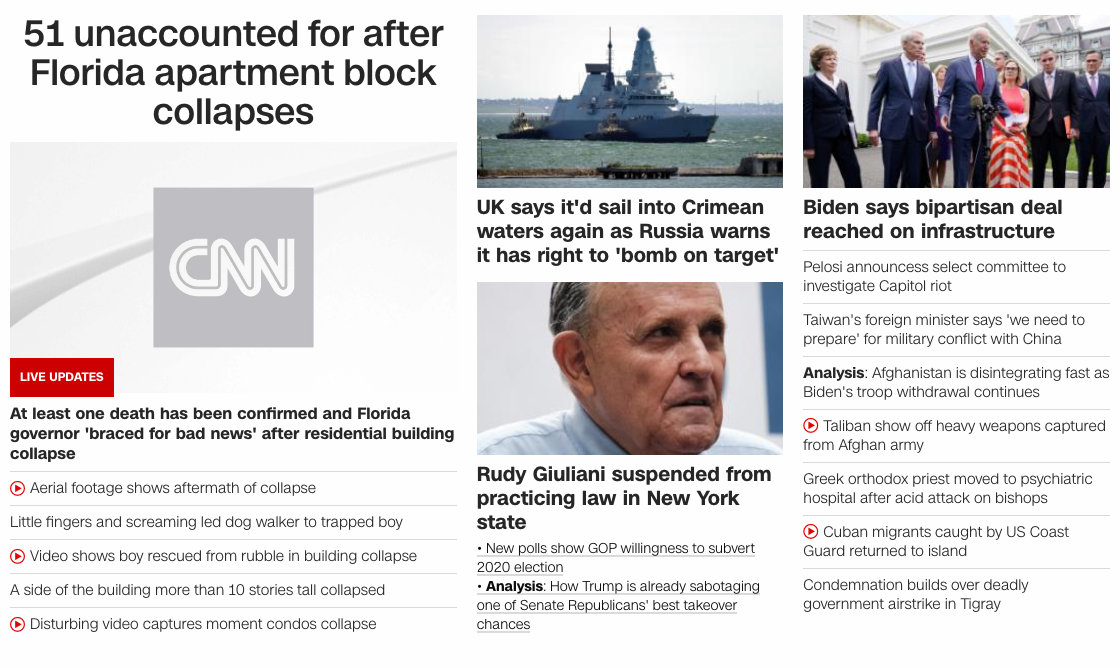 51 unaccounted for after
Florida apartment block
collapses
CNN
LIVE UPDATES
At least one death has been confirmed and Florida
governor 'braced for bad news' after residential building
collapse
Aerial footage shows aftermath of collapse
Little fingers and screaming led dog walker to trapped boy
Video shows boy rescued from rubble in building collapse
A side of the building more than 10 stories tall collapsed
Disturbing video captures moment condos collapse
UK says it'd sail into Crimean
waters again as Russia warns
it has right to 'bomb on target'
Rudy Giuliani suspended from
practicing law in New York
state
• New polls show GOP willingness to subvert
2020 election
• Analysis: How Trump is already sabotaging
one of Senate Republicans' best takeover
chances
Biden says bipartisan deal
reached on infrastructure
Pelosi announcess select committee to
investigate Capitol riot
Taiwan's foreign minister says 'we need to
prepare' for military conflict with China
Analysis: Afghanistan is disintegrating fast as
Biden's troop withdrawal continues
Taliban show off heavy weapons captured
from Afghan army
Greek orthodox priest moved to psychiatric
hospital after acid attack on bishops
Cuban migrants caught by US Coast
Guard returned to island
Condemnation builds over deadly
government airstrike in Tigray